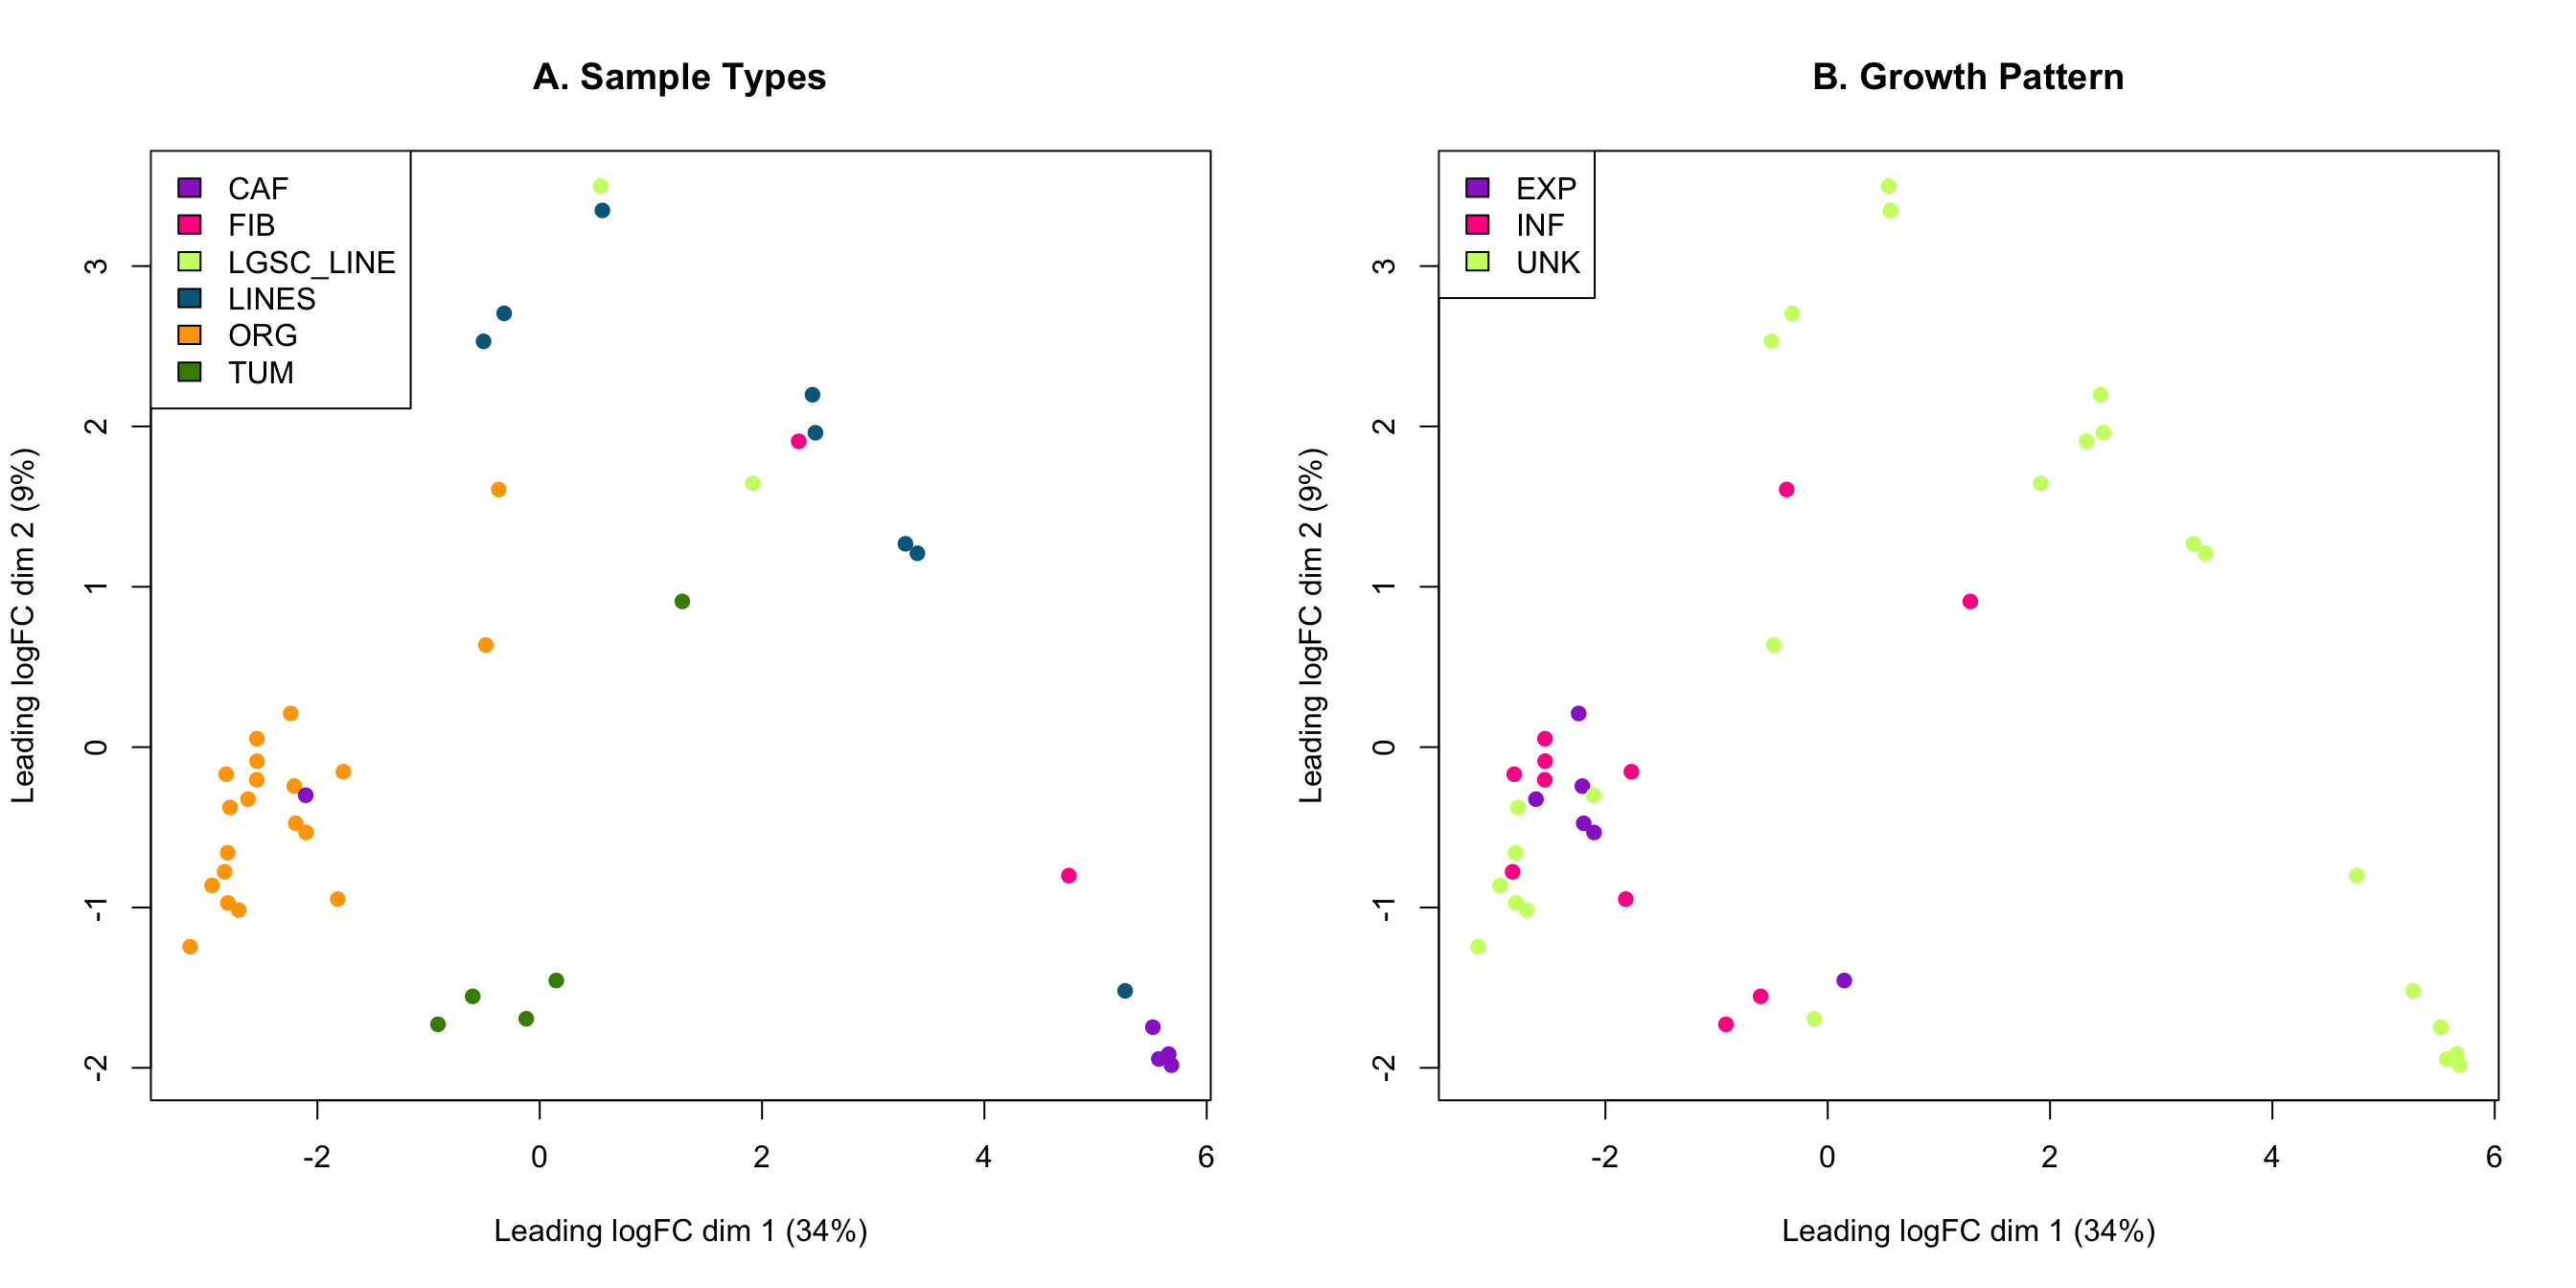 A. Sample Types
CAF
FIB
LGSC_LINE
LINES
ORG
TUM
3
2
1
0
-1
-2
Leading logFC dim 2 (9%)
-2 0 2 4 6
Leading logFC dim 1 (34%)
B. Growth Pattern
EXP
INF
UNK
3
2
1
0
-1
-2
Leading logFC dim 2 (9%)
-2 0 2 4 6
Leading logFC dim 1 (34%)